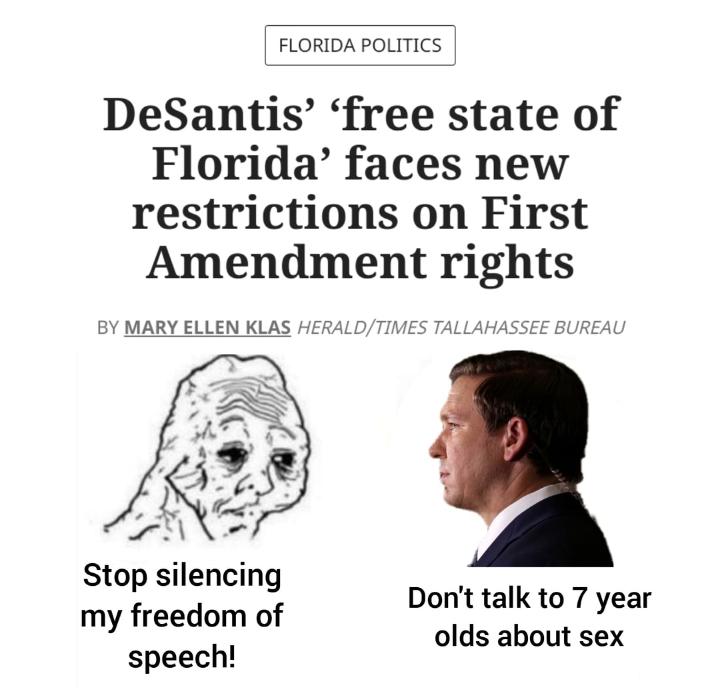 FLORIDA POLITICS
DeSantis’ ‘free state of
Florida’ faces new
restrictions on First
Amendment rights
BY MARY ELLEN KLAS HERALD/TIMES TALLAHASSEE BUREAU
Stop silencing
my freedom of
speech!
Don't talk to 7 year
olds about sex